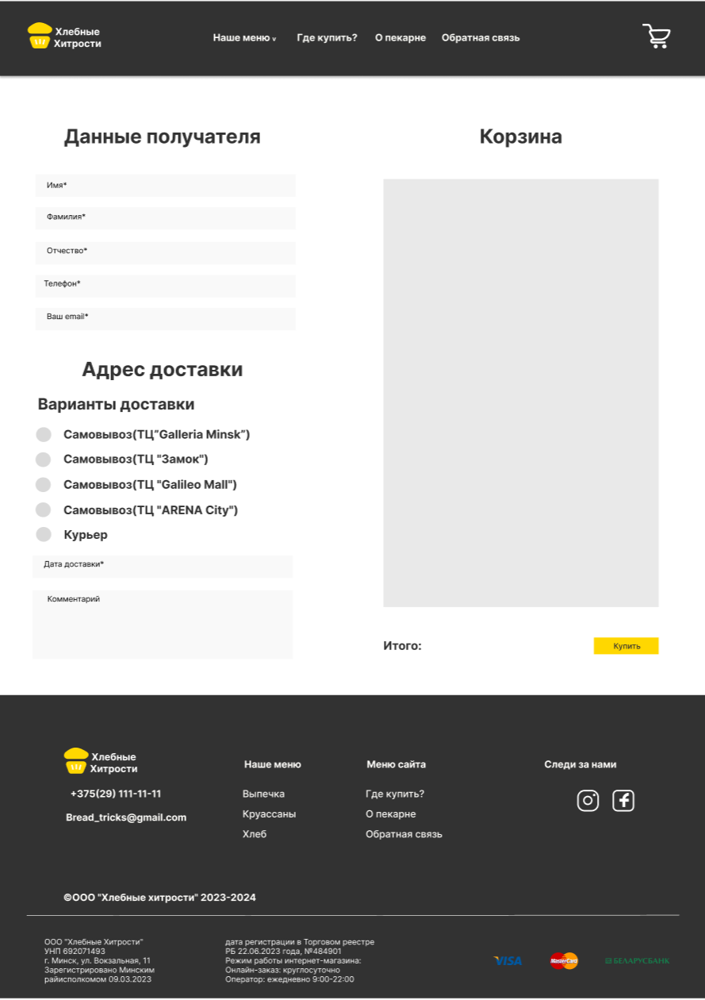 Хлебные
Хитрости
Наше меню v
Где купить?
О пекарне
Обратная связь
Данные получателя
Имя*
Фамилия*
Отчество*
Телефон*
Ваш email*
Адрес доставки
Варианты доставки
Самовывоз(ТЦ”Galleria Minsk”)
Самовывоз(ТЦ "Замок")
Самовывоз(ТЦ "Galileo Mall")
Самовывоз(ТЦ "ARENA City")
Курьер
Дата доставки*
Комментарий
Корзина
Итого:
Купить
Хлебные
Хитрости
+375(29) 111-11-11
Bread_tricks@gmail.com
Наше меню
Выпечка
Круассаны
Хлеб
Меню сайта
Где купить?
О пекарне
Обратная связь
Следи за нами
©ООО "Хлебные хитрости" 2023-2024
ООО "Хлебные Хитрости"
УНП 692071493
г. Минск, ул. Вокзальная, 11
Зарегистрировано Минским
райисполкомом 09.03.2023
дата регистрации в Торговом реестре
РБ 22.06.2023 года, №484901
Режим работы интернет-магазина:
Онлайн-заказ: круглосуточно
Оператор: ежедневно 9:00-22:00
VISA
MasterCard
БЕЛАРУСБАНК